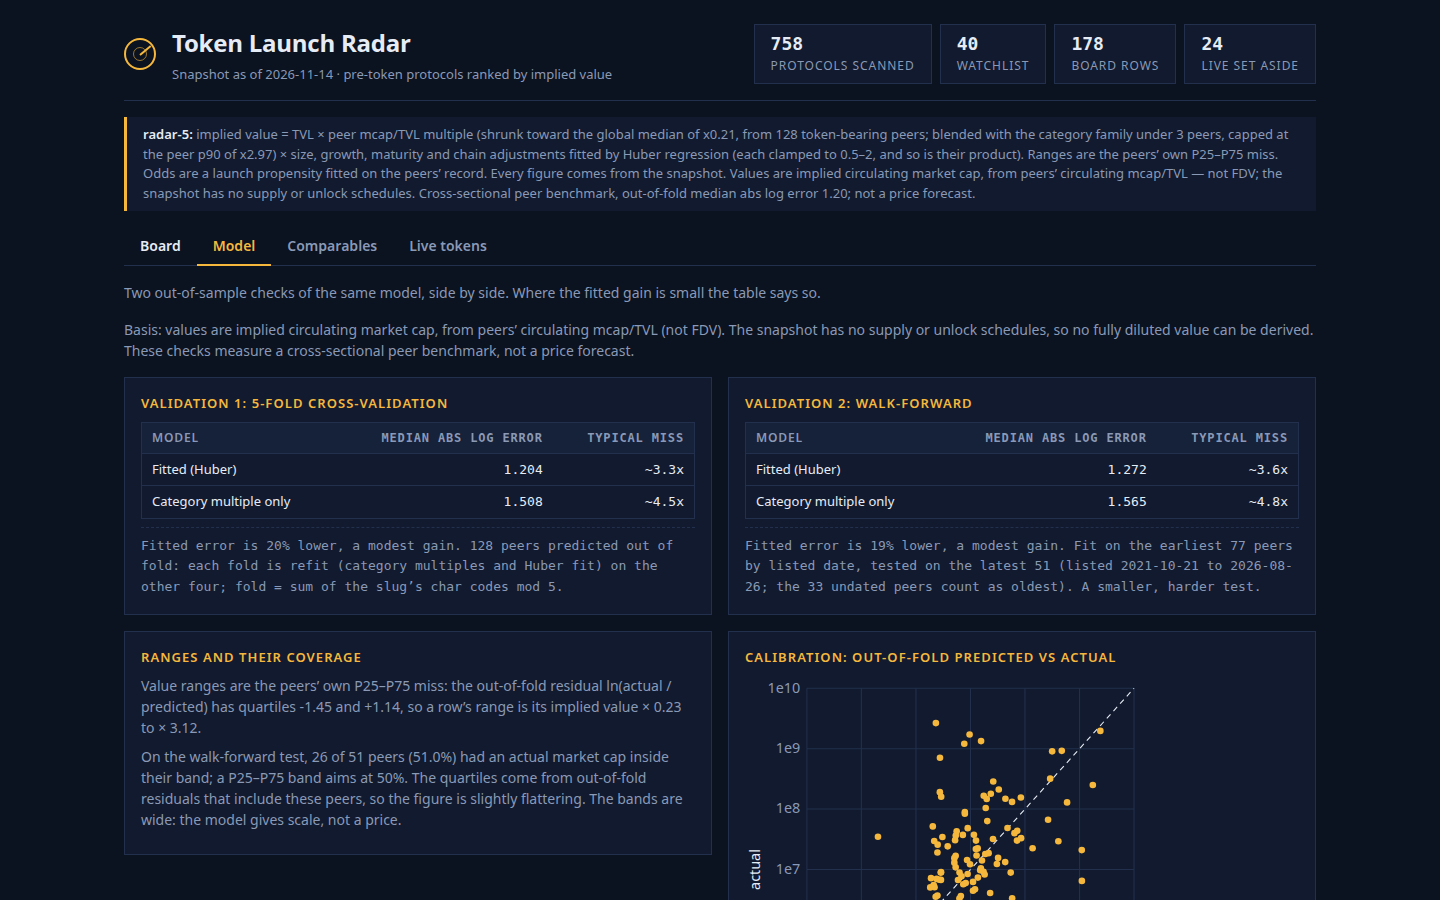 Token Launch Radar
Snapshot as of 2026-11-14 · pre-token protocols ranked by implied value
758
PROTOCOLS SCANNED
40
WATCHLIST
178
BOARD ROWS
24
LIVE SET ASIDE
radar-5: implied value = TVL × peer mcap/TVL multiple (shrunk toward the global median of x0.21, from 128 token-bearing peers; blended with the category family under 3 peers, capped at
the peer p90 of x2.97) × size, growth, maturity and chain adjustments fitted by Huber regression (each clamped to 0.5–2, and so is their product). Ranges are the peers’ own P25–P75 miss.
Odds are a launch propensity fitted on the peers’ record. Every figure comes from the snapshot. Values are implied circulating market cap, from peers’ circulating mcap/TVL — not FDV; the
snapshot has no supply or unlock schedules. Cross-sectional peer benchmark, out-of-fold median abs log error 1.20; not a price forecast.
Board Model Comparables Live tokens
Two out-of-sample checks of the same model, side by side. Where the fitted gain is small the table says so.
Basis: values are implied circulating market cap, from peers’ circulating mcap/TVL (not FDV). The snapshot has no supply or unlock schedules, so no fully diluted value can be derived.
These checks measure a cross-sectional peer benchmark, not a price forecast.
VALIDATION 1: 5-FOLD CROSS-VALIDATION
MODEL MEDIAN ABS LOG ERROR TYPICAL MISS
Fitted (Huber) 1.204 ~3.3x
Category multiple only 1.508 ~4.5x
Fitted error is 20% lower, a modest gain. 128 peers predicted out of
fold: each fold is refit (category multiples and Huber fit) on the
other four; fold = sum of the slug’s char codes mod 5.
VALIDATION 2: WALK-FORWARD
MODEL MEDIAN ABS LOG ERROR TYPICAL MISS
Fitted (Huber) 1.272 ~3.6x
Category multiple only 1.565 ~4.8x
Fitted error is 19% lower, a modest gain. Fit on the earliest 77 peers
by listed date, tested on the latest 51 (listed 2021-10-21 to 2026-08-
26; the 33 undated peers count as oldest). A smaller, harder test.
RANGES AND THEIR COVERAGE
Value ranges are the peers’ own P25–P75 miss: the out-of-fold residual ln(actual /
predicted) has quartiles -1.45 and +1.14, so a row’s range is its implied value × 0.23
to × 3.12.
On the walk-forward test, 26 of 51 peers (51.0%) had an actual market cap inside
their band; a P25–P75 band aims at 50%. The quartiles come from out-of-fold
residuals that include these peers, so the figure is slightly flattering. The bands are
wide: the model gives scale, not a price.
CALIBRATION: OUT-OF-FOLD PREDICTED VS ACTUAL
1e10
1e9
1e8
1e7
actual